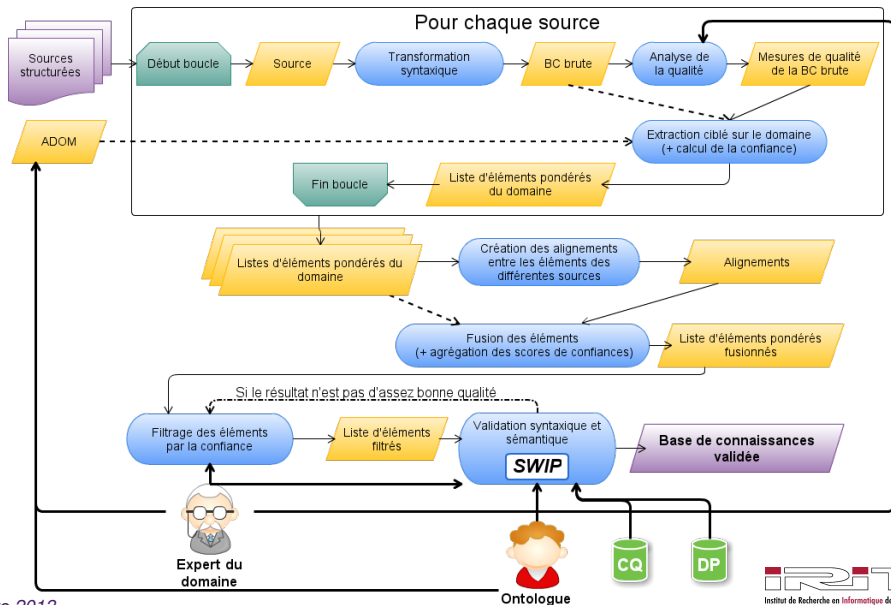 Pour chaque source
Sources
structurées
Début boucle
Source
Transformation
syntaxique
BC brute
Analyse de
la qualité
Mesures de qualité
de la BC brute
ADOM
Extraction ciblé sur le domaine
(+ calcul de la confiance)
Fin boucle
Liste d'éléments pondérés
du domaine
Listes d'éléments pondérés du
domaine
Création des alignements
entre les éléments des
différentes sources
Alignements
Fusion des éléments
(+ agrégation des scores de confiances)
Liste d'éléments pondérés
fusionnés
Si le résultat n'est pas d'assez bonne qualité
Filtrage des éléments
par la confiance
Liste d'éléments
filtrés
Validation syntaxique et
sémantique
SWIP
Base de connaissances
validée
Expert du
domaine
Ontologue
CQ
DP
IRIT
Institut de Recherche en Informatique de
2013